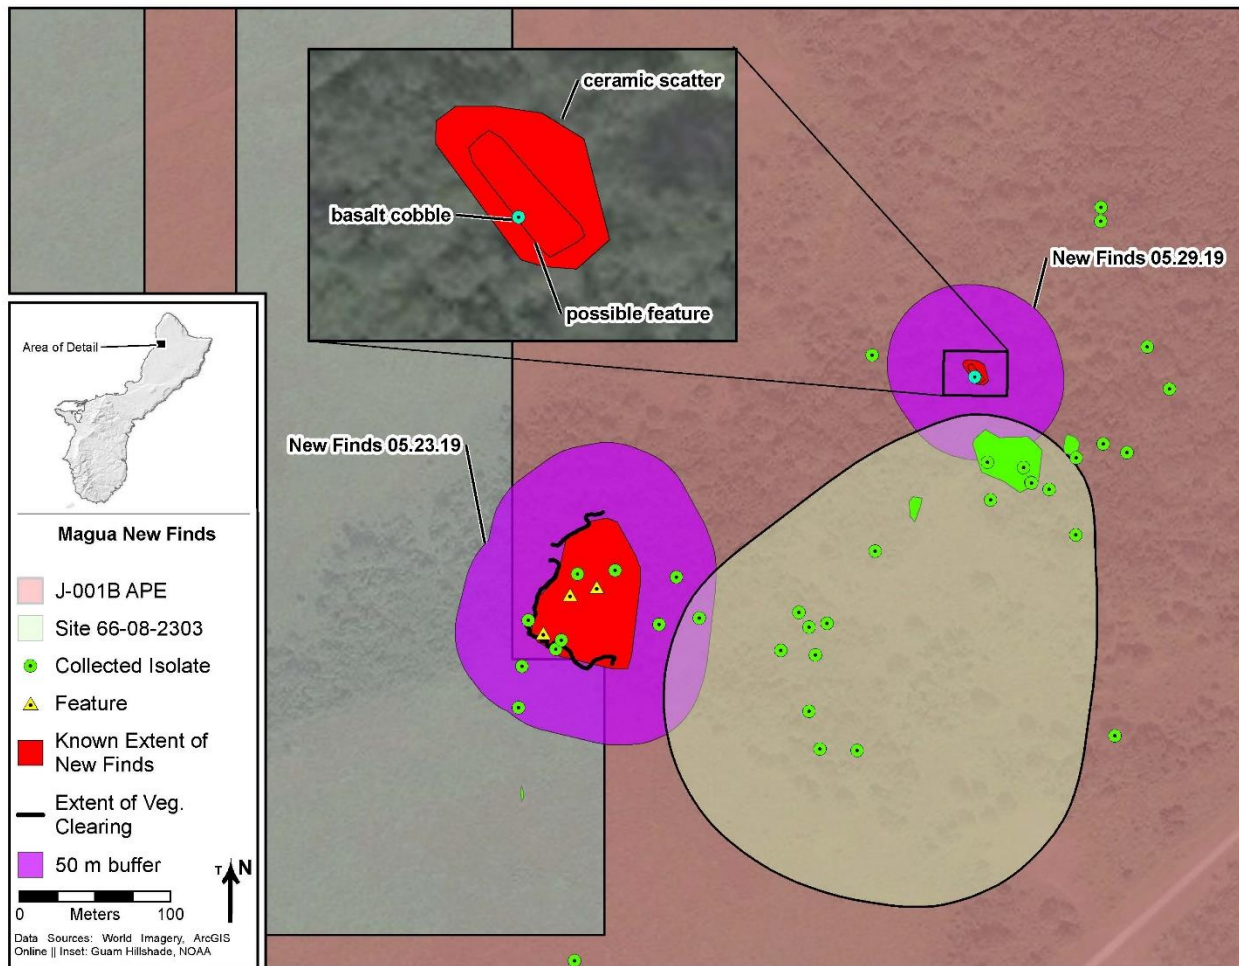 ceramic scatter
basalt cobble
possible feature
New Finds 05.29.19
New Finds 05.23.19
Area of Detail
Magua New Finds
J-001B APE
Site 66-08-2303
Collected Isolate
Feature
Known Extent of
New Finds
Extent of Veg.
Clearing
50 m buffer
T N
0 Meters 100
Data Sources: World Imagery, ArcGIS
Online || Inset: Guam Hillshade, NOAA